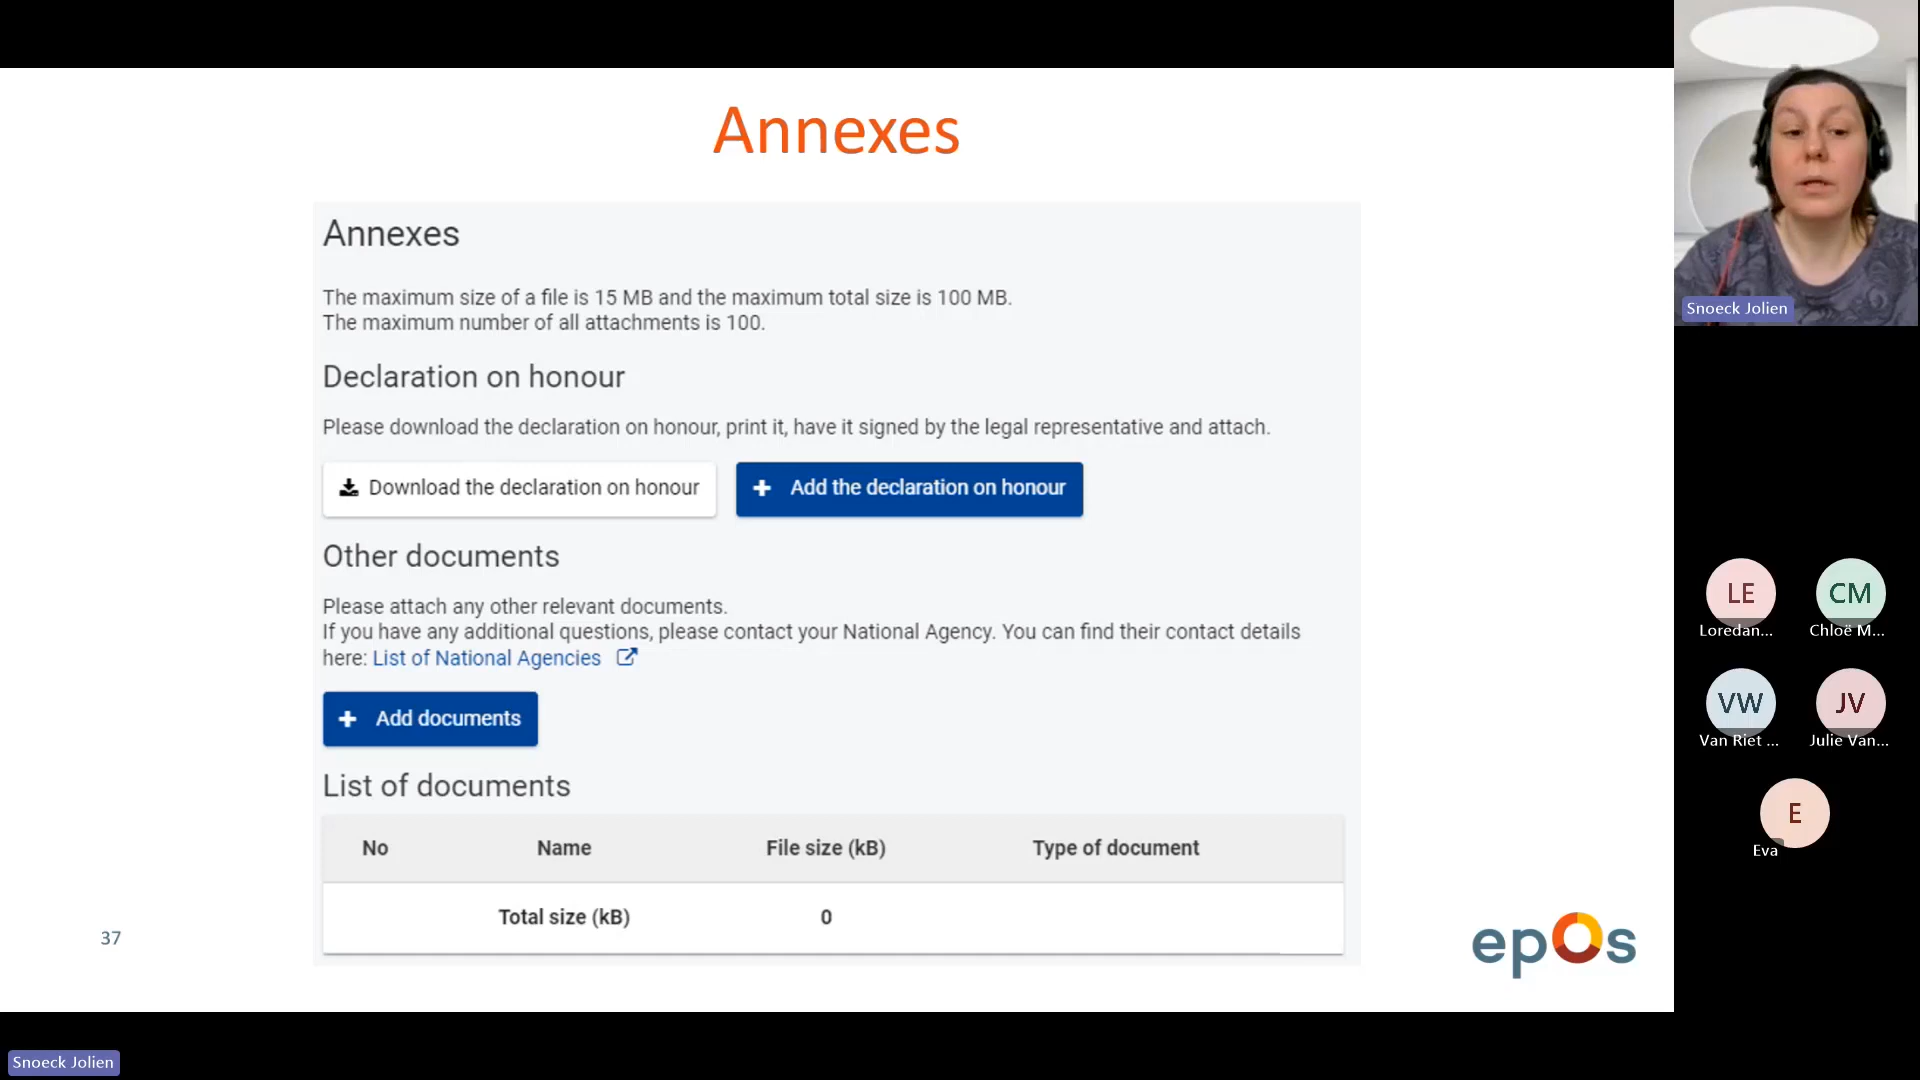 Annexes
Annexes
The maximum size of a file is 15 MB and the maximum total size is 100 MB.
The maximum number of all attachments is 100.
Declaration on honour
Please download the declaration on honour, print it, have it signed by the legal representative and attach.
Download the declaration on honour
Add the declaration on honour
Other documents
Please attach any other relevant documents.
If you have any additional questions, please contact your National Agency. You can find their contact details
here: List of National Agencies
Add documents
List of documents
No Name File size (kB) Type of document
Total size (kB) 0
37
epos
Snoeck Jolien
LE
Loredan...
CM
Chloë M...
VW
Van Riet ...
JV
Julie Van...
E
Eva
Snoeck Jolien